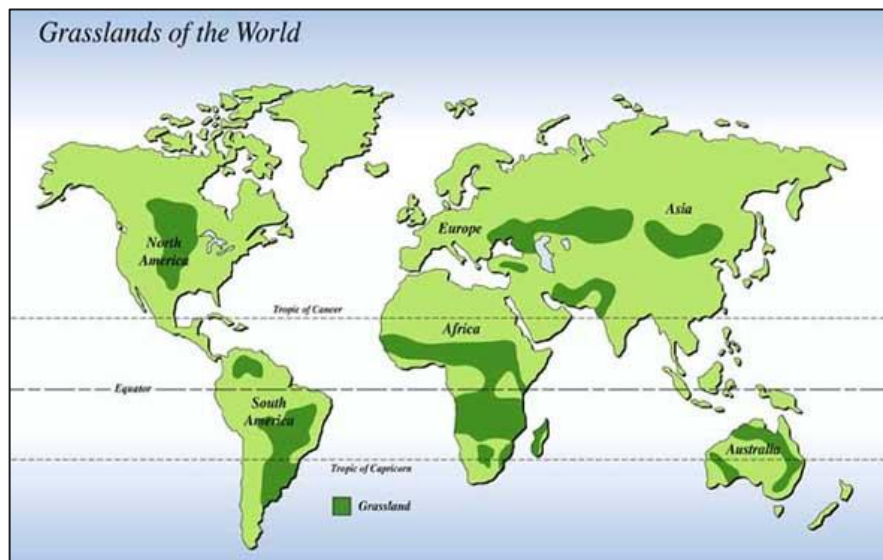 Grasslands of the World
North
America
Europe
Asia
Tropic of Cancer
Africa
Equator
South
America
Australia
Tropic of Capricorn
Grassland